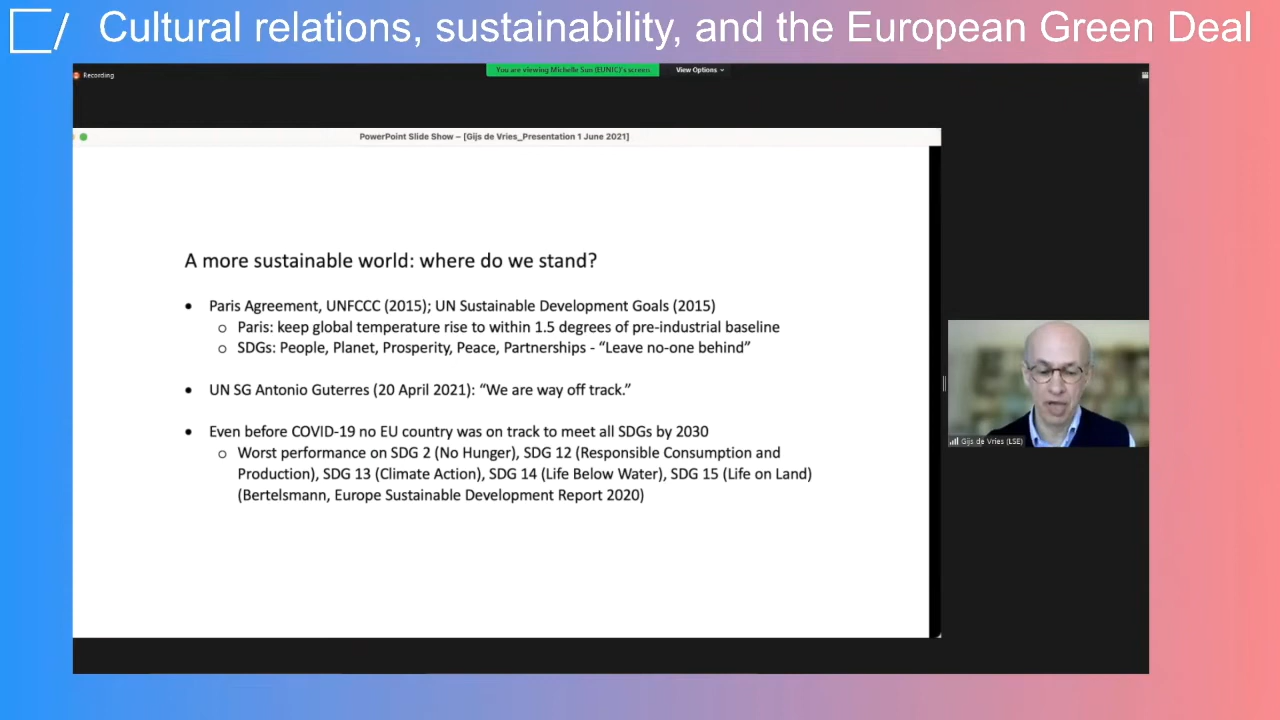 Cultural relations, sustainability, and the European Green Deal
Recording
You are viewing Michelle Sun (EUNIC)'s screen
View Options
PowerPoint Slide Show – [Gijs de Vries_Presentation 1 June 2021]
A more sustainable world: where do we stand?
• Paris Agreement, UNFCCC (2015); UN Sustainable Development Goals (2015)
o Paris: keep global temperature rise to within 1.5 degrees of pre-industrial baseline
o SDGs: People, Planet, Prosperity, Peace, Partnerships - “Leave no-one behind”
• UN SG Antonio Guterres (20 April 2021): “We are way off track.”
• Even before COVID-19 no EU country was on track to meet all SDGs by 2030
o Worst performance on SDG 2 (No Hunger), SDG 12 (Responsible Consumption and
Production), SDG 13 (Climate Action), SDG 14 (Life Below Water), SDG 15 (Life on Land)
(Bertelsmann, Europe Sustainable Development Report 2020)
Gijs de Vries (LSE)